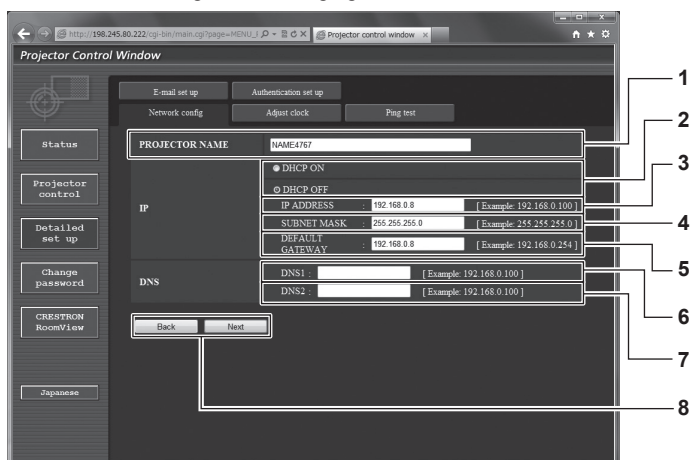 http://198.245.80.222/cgi-bin/main.cgi?page=MENU_
Projector control window
Projector Control Window
E-mail set up
Authentication set up
Network config
Adjust clock
Ping test
Status
Projector control
Detailed set up
Change password
CRESTRON RoomView
Japanese
PROJECTOR NAME
NAME4767
IP
DHCP ON
DHCP OFF
IP ADDRESS : 192.168.0.8 [ Example: 192.168.0.100 ]
SUBNET MASK : 255.255.255.0 [ Example: 255.255.255.0 ]
DEFAULT GATEWAY : 192.168.0.8 [ Example: 192.168.0.254 ]
DNS
DNS1 : [ Example: 192.168.0.100 ]
DNS2 : [ Example: 192.168.0.100 ]
Back
Next
1
2
3
4
5
6
7
8